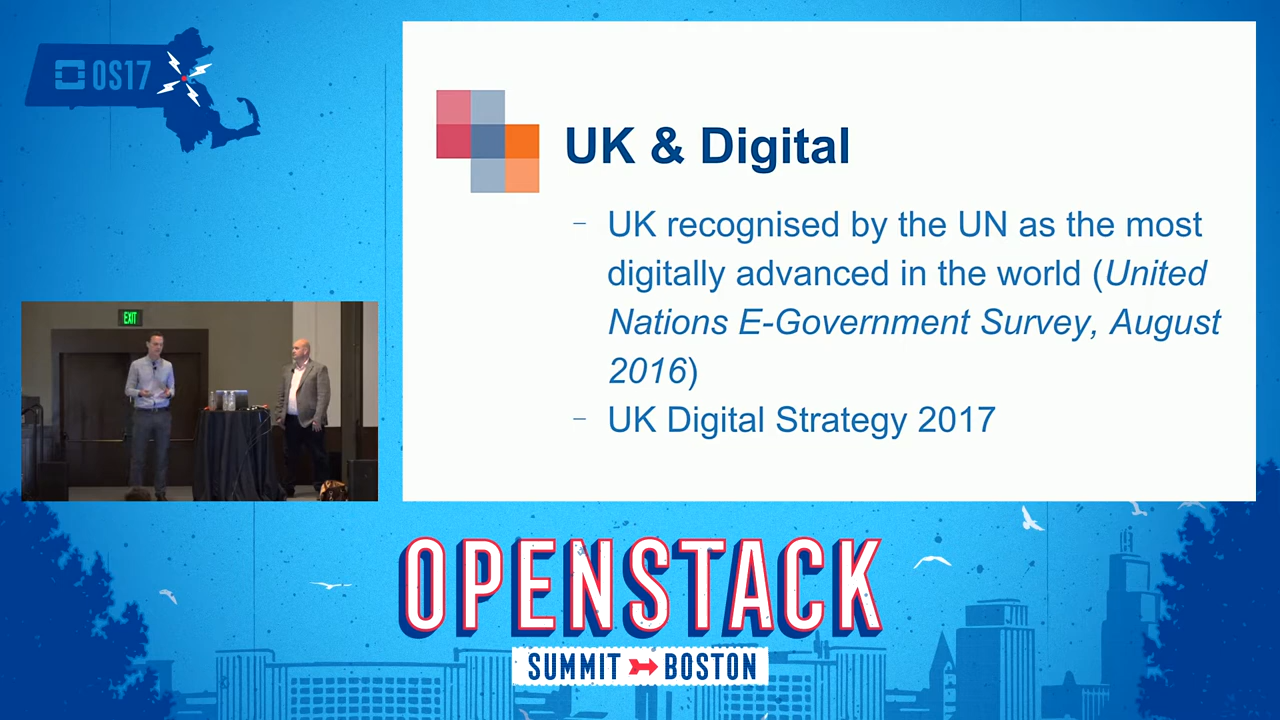 OS17
UK & Digital
- UK recognised by the UN as the most
digitally advanced in the world (United
Nations E-Government Survey, August
2016)
- UK Digital Strategy 2017
EXIT
OPENSTACK
SUMMIT BOSTON